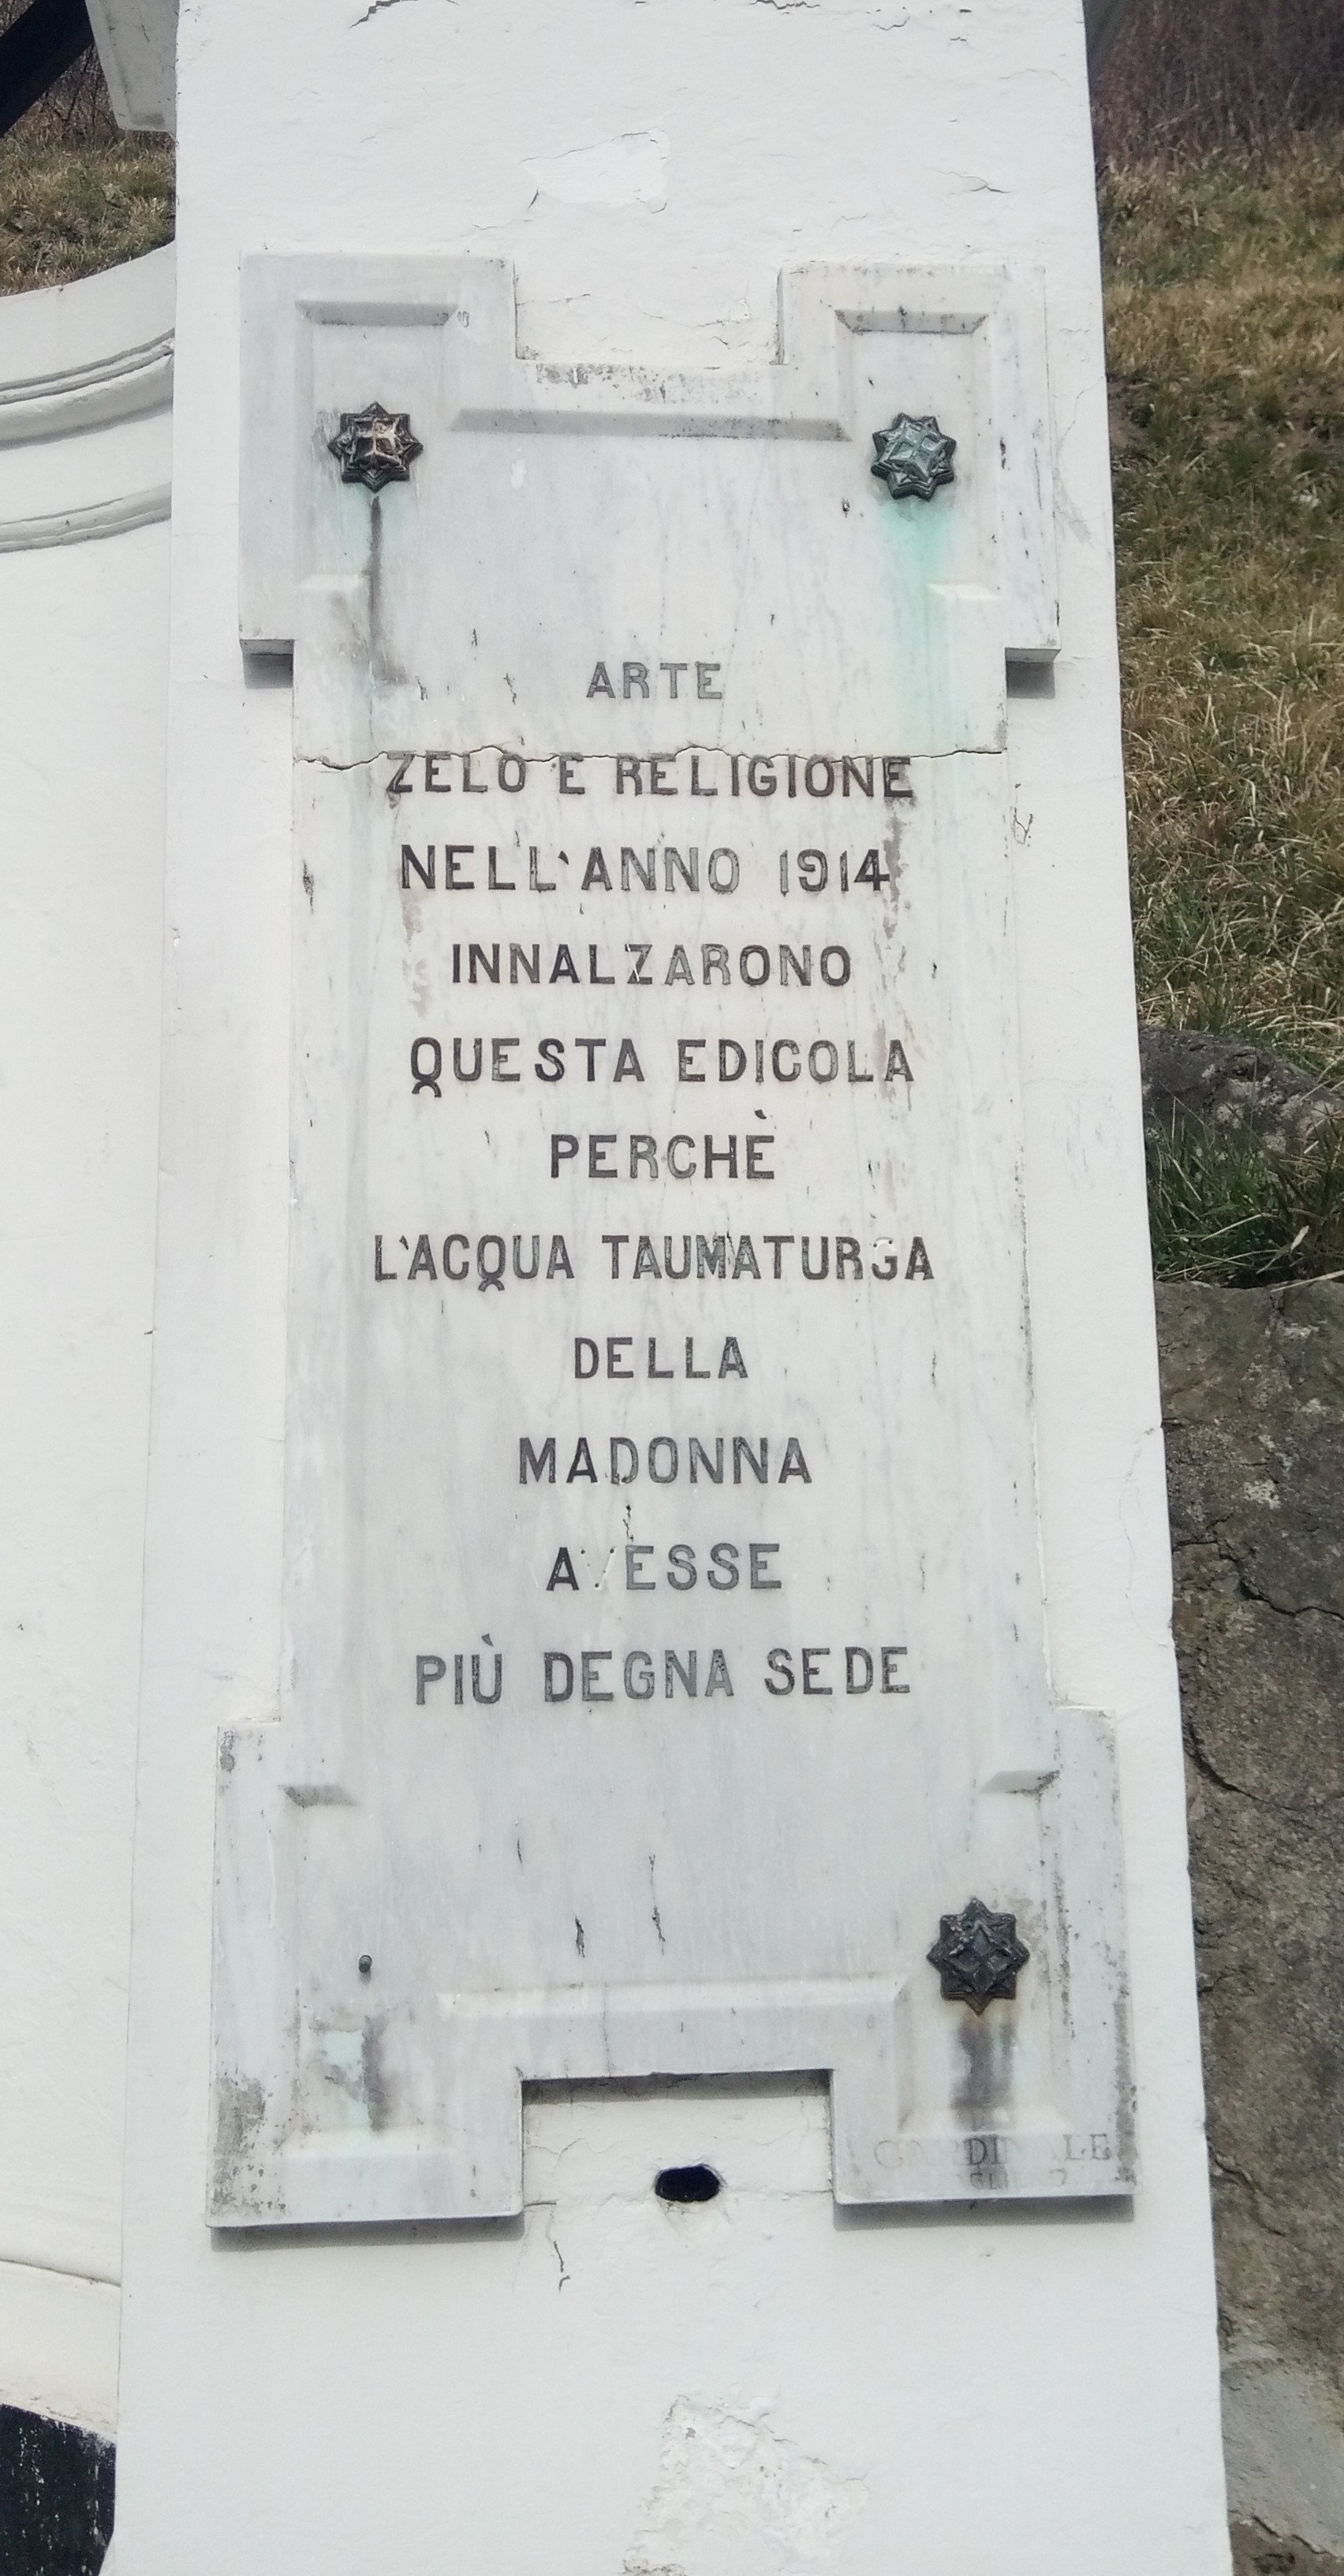 ARTE
ZELO E RELIGIONE
NELL'ANNO 1914
INNALZARONO
QUESTA EDICOLA
PERCHÈ
L'ACQUA TAUMATURGA
DELLA
MADONNA
AVESSE
PIÙ DEGNA SEDE